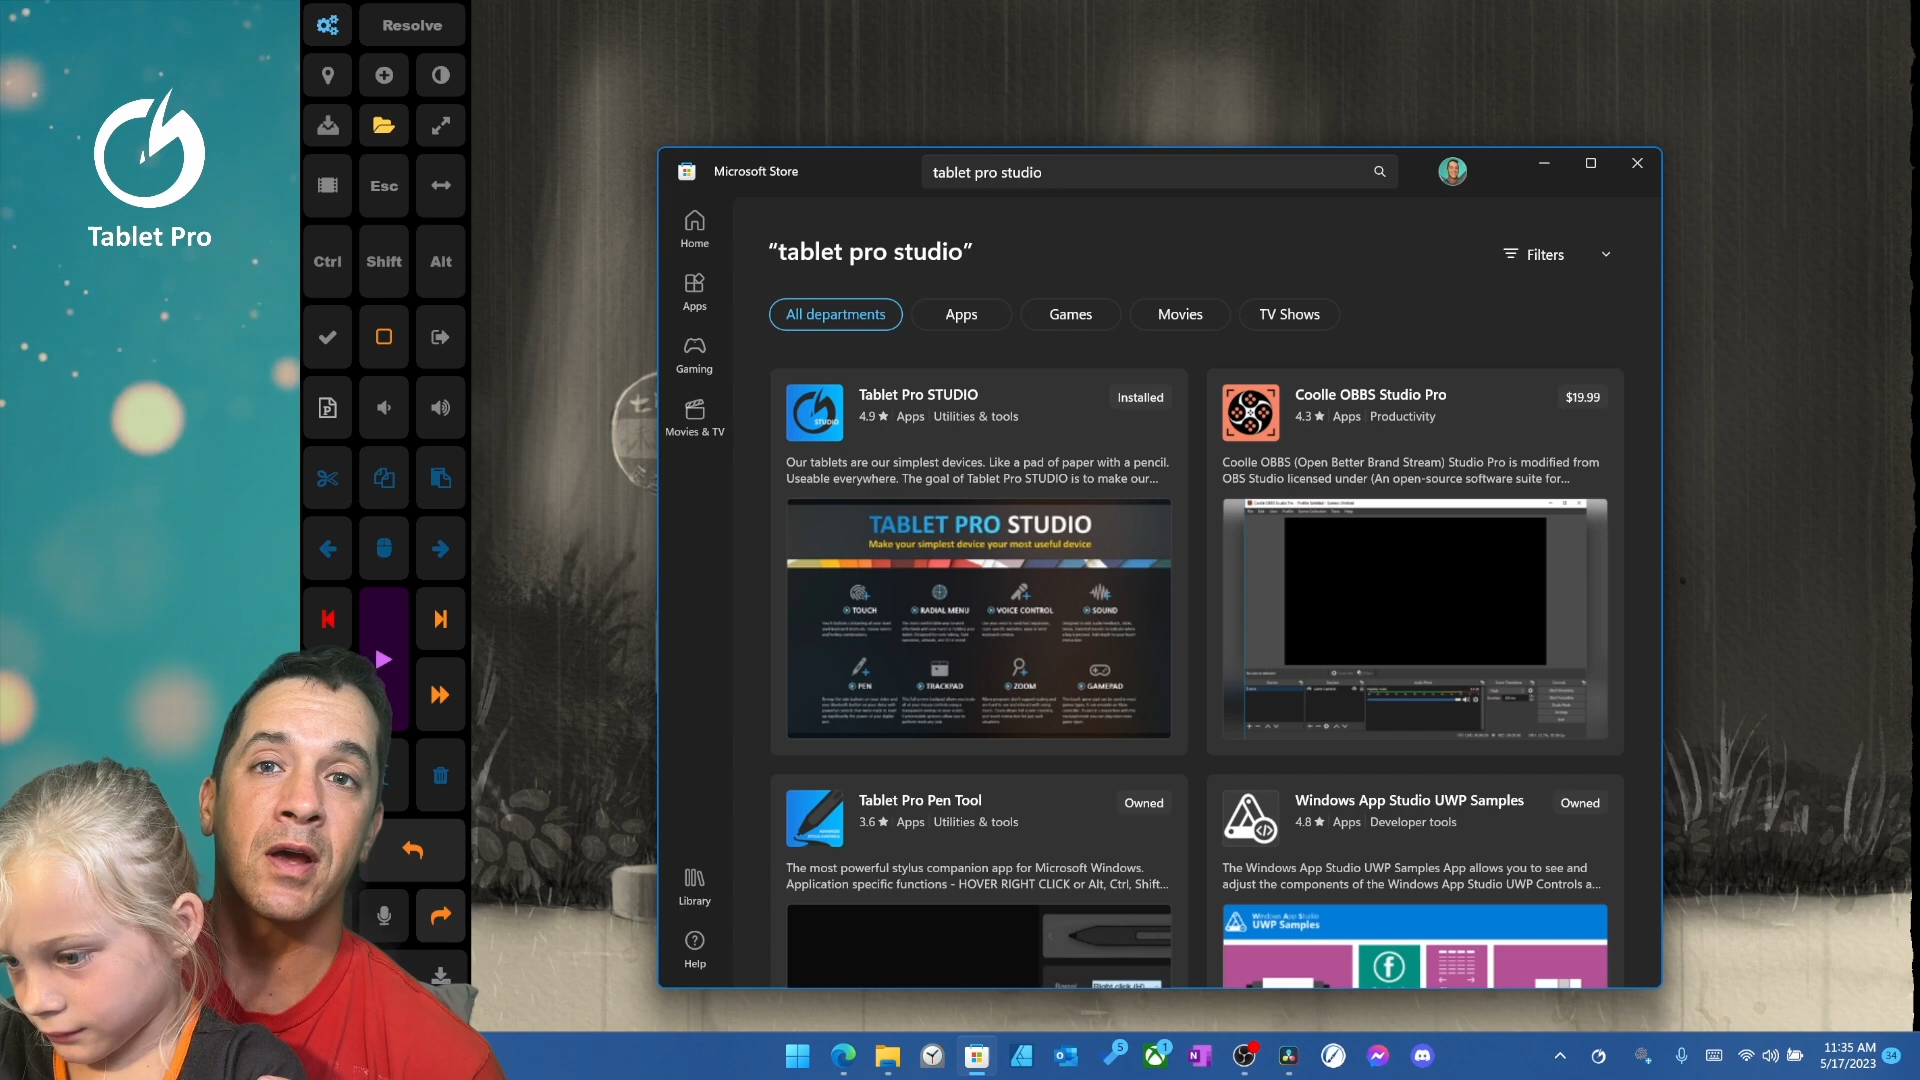 Tablet Pro
Resolve
Esc
Ctrl
Shift
Alt
Microsoft Store
tablet pro studio
Home
Apps
Gaming
Movies & TV
Library
Help
“tablet pro studio”
Filters
All departments
Apps
Games
Movies
TV Shows
Tablet Pro STUDIO
Installed
4.9 ★ Apps Utilities & tools
Our tablets are our simplest devices. Like a pad of paper with a pencil.
Useable everywhere. The goal of Tablet Pro STUDIO is to make our...
TABLET PRO STUDIO
Make your simplest device your most useful device
TOUCH
RADIAL MENU
VOICE CONTROL
SOUND
PEN
TRACKPAD
ZOOM
GAMEPAD
Coolle OBBS Studio Pro
$19.99
4.3 ★ Apps Productivity
Coolle OBBS (Open Better Brand Stream) Studio Pro is modified from
OBS Studio licensed under (An open-source software suite for...
Tablet Pro Pen Tool
Owned
3.6 ★ Apps Utilities & tools
The most powerful stylus companion app for Microsoft Windows.
Application specific functions - HOVER RIGHT CLICK or Alt, Ctrl, Shift...
Windows App Studio UWP Samples
Owned
4.8 ★ Apps Developer tools
The Windows App Studio UWP Samples App allows you to see and
adjust the components of the Windows App Studio UWP Controls a...
Windows App Studio
UWP Samples
5
1
11:35 AM
5/17/2023
34